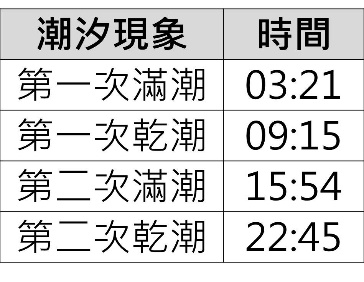 潮汐現象 時間
第一次滿潮 03:21
第一次乾潮 09:15
第二次滿潮 15:54
第二次乾潮 22:45